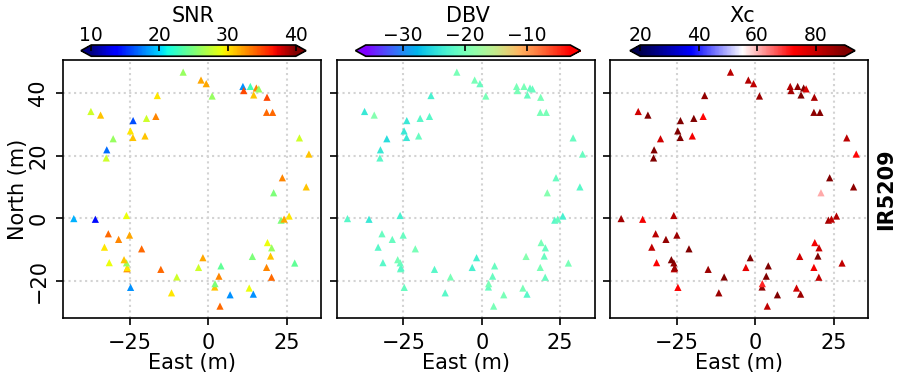 SNR DBV Xc
10 20 30 40 −30 −20 −10 20 40 60 80
North (m)
40
20
0
−20
−25 0 25 −25 0 25 −25 0 25
East (m) East (m) East (m)
IR5209